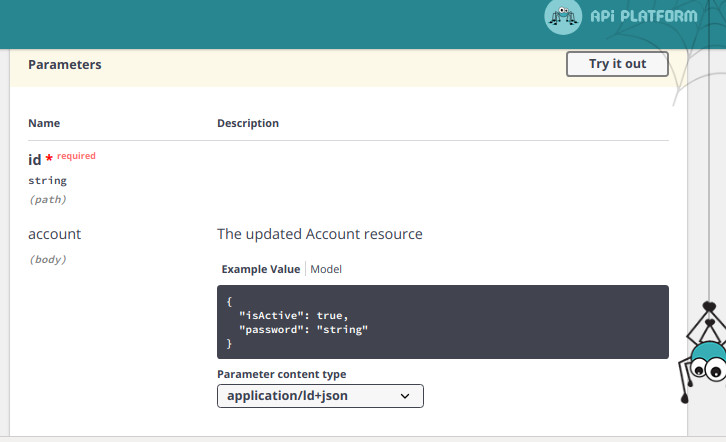 APi PLATFORM
Parameters
Try it out
Name Description
id * required
string
(path)
account The updated Account resource
(body)
Example Value Model
{
"isActive": true,
"password": "string"
}
Parameter content type
application/ld+json